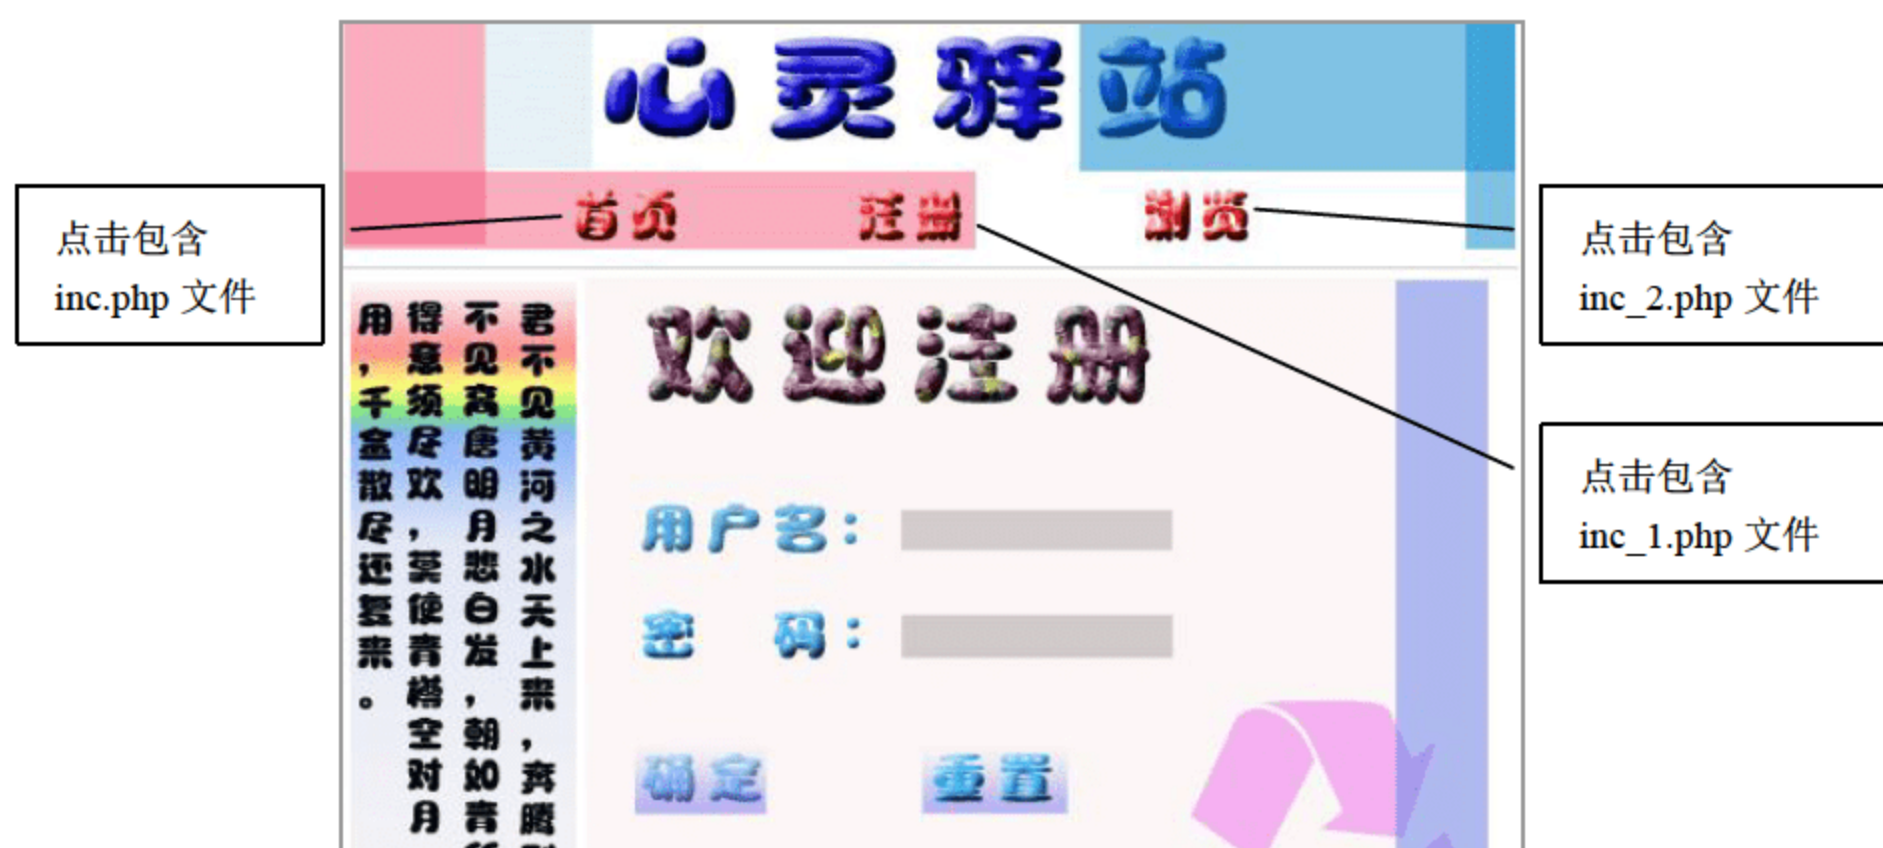 心灵驿站
首页 注册 浏览
点击包含
inc.php 文件
点击包含
inc_2.php 文件
点击包含
inc_1.php 文件
君不见黄河之水天上来，奔腾
不见高唐明月悲白发，朝如青
得意须尽欢，莫使青樽空对月
用，千金散尽还复来。
欢迎注册
用户名：
密 码：
确定 重置